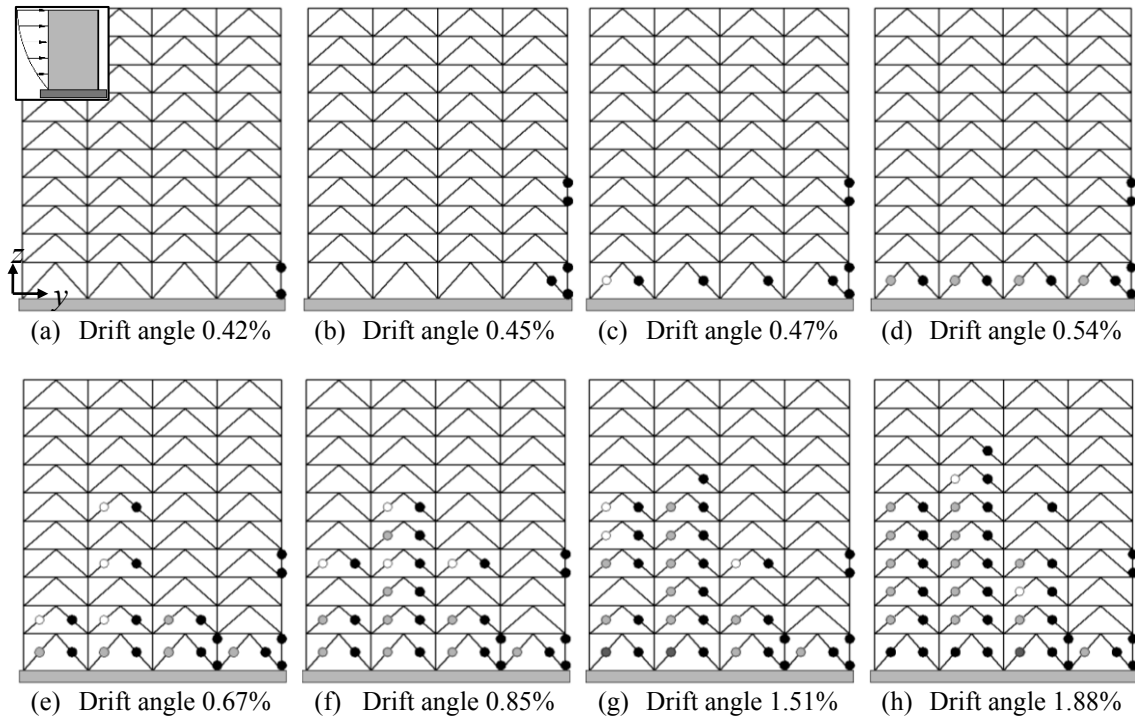 z
y
(a) Drift angle 0.42%
(b) Drift angle 0.45%
(c) Drift angle 0.47%
(d) Drift angle 0.54%
(e) Drift angle 0.67%
(f) Drift angle 0.85%
(g) Drift angle 1.51%
(h) Drift angle 1.88%